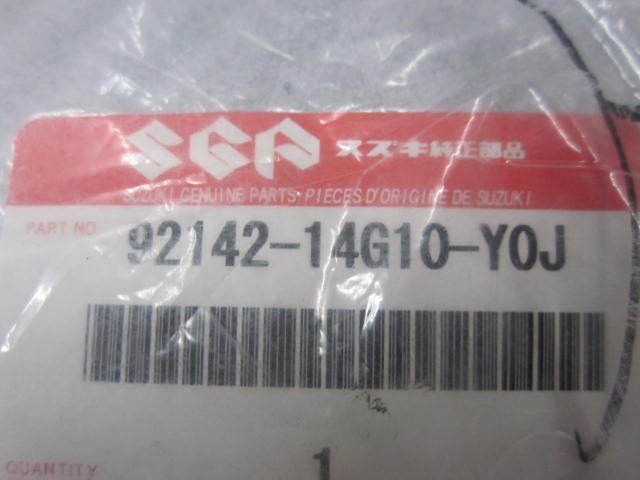 SGP スズキ純正部品
SUZUKI GENUINE PARTS・PIECES D'ORIGINE DE SUZUKI
PART NO. 92142-14G10-Y0J
QUANTITY 1